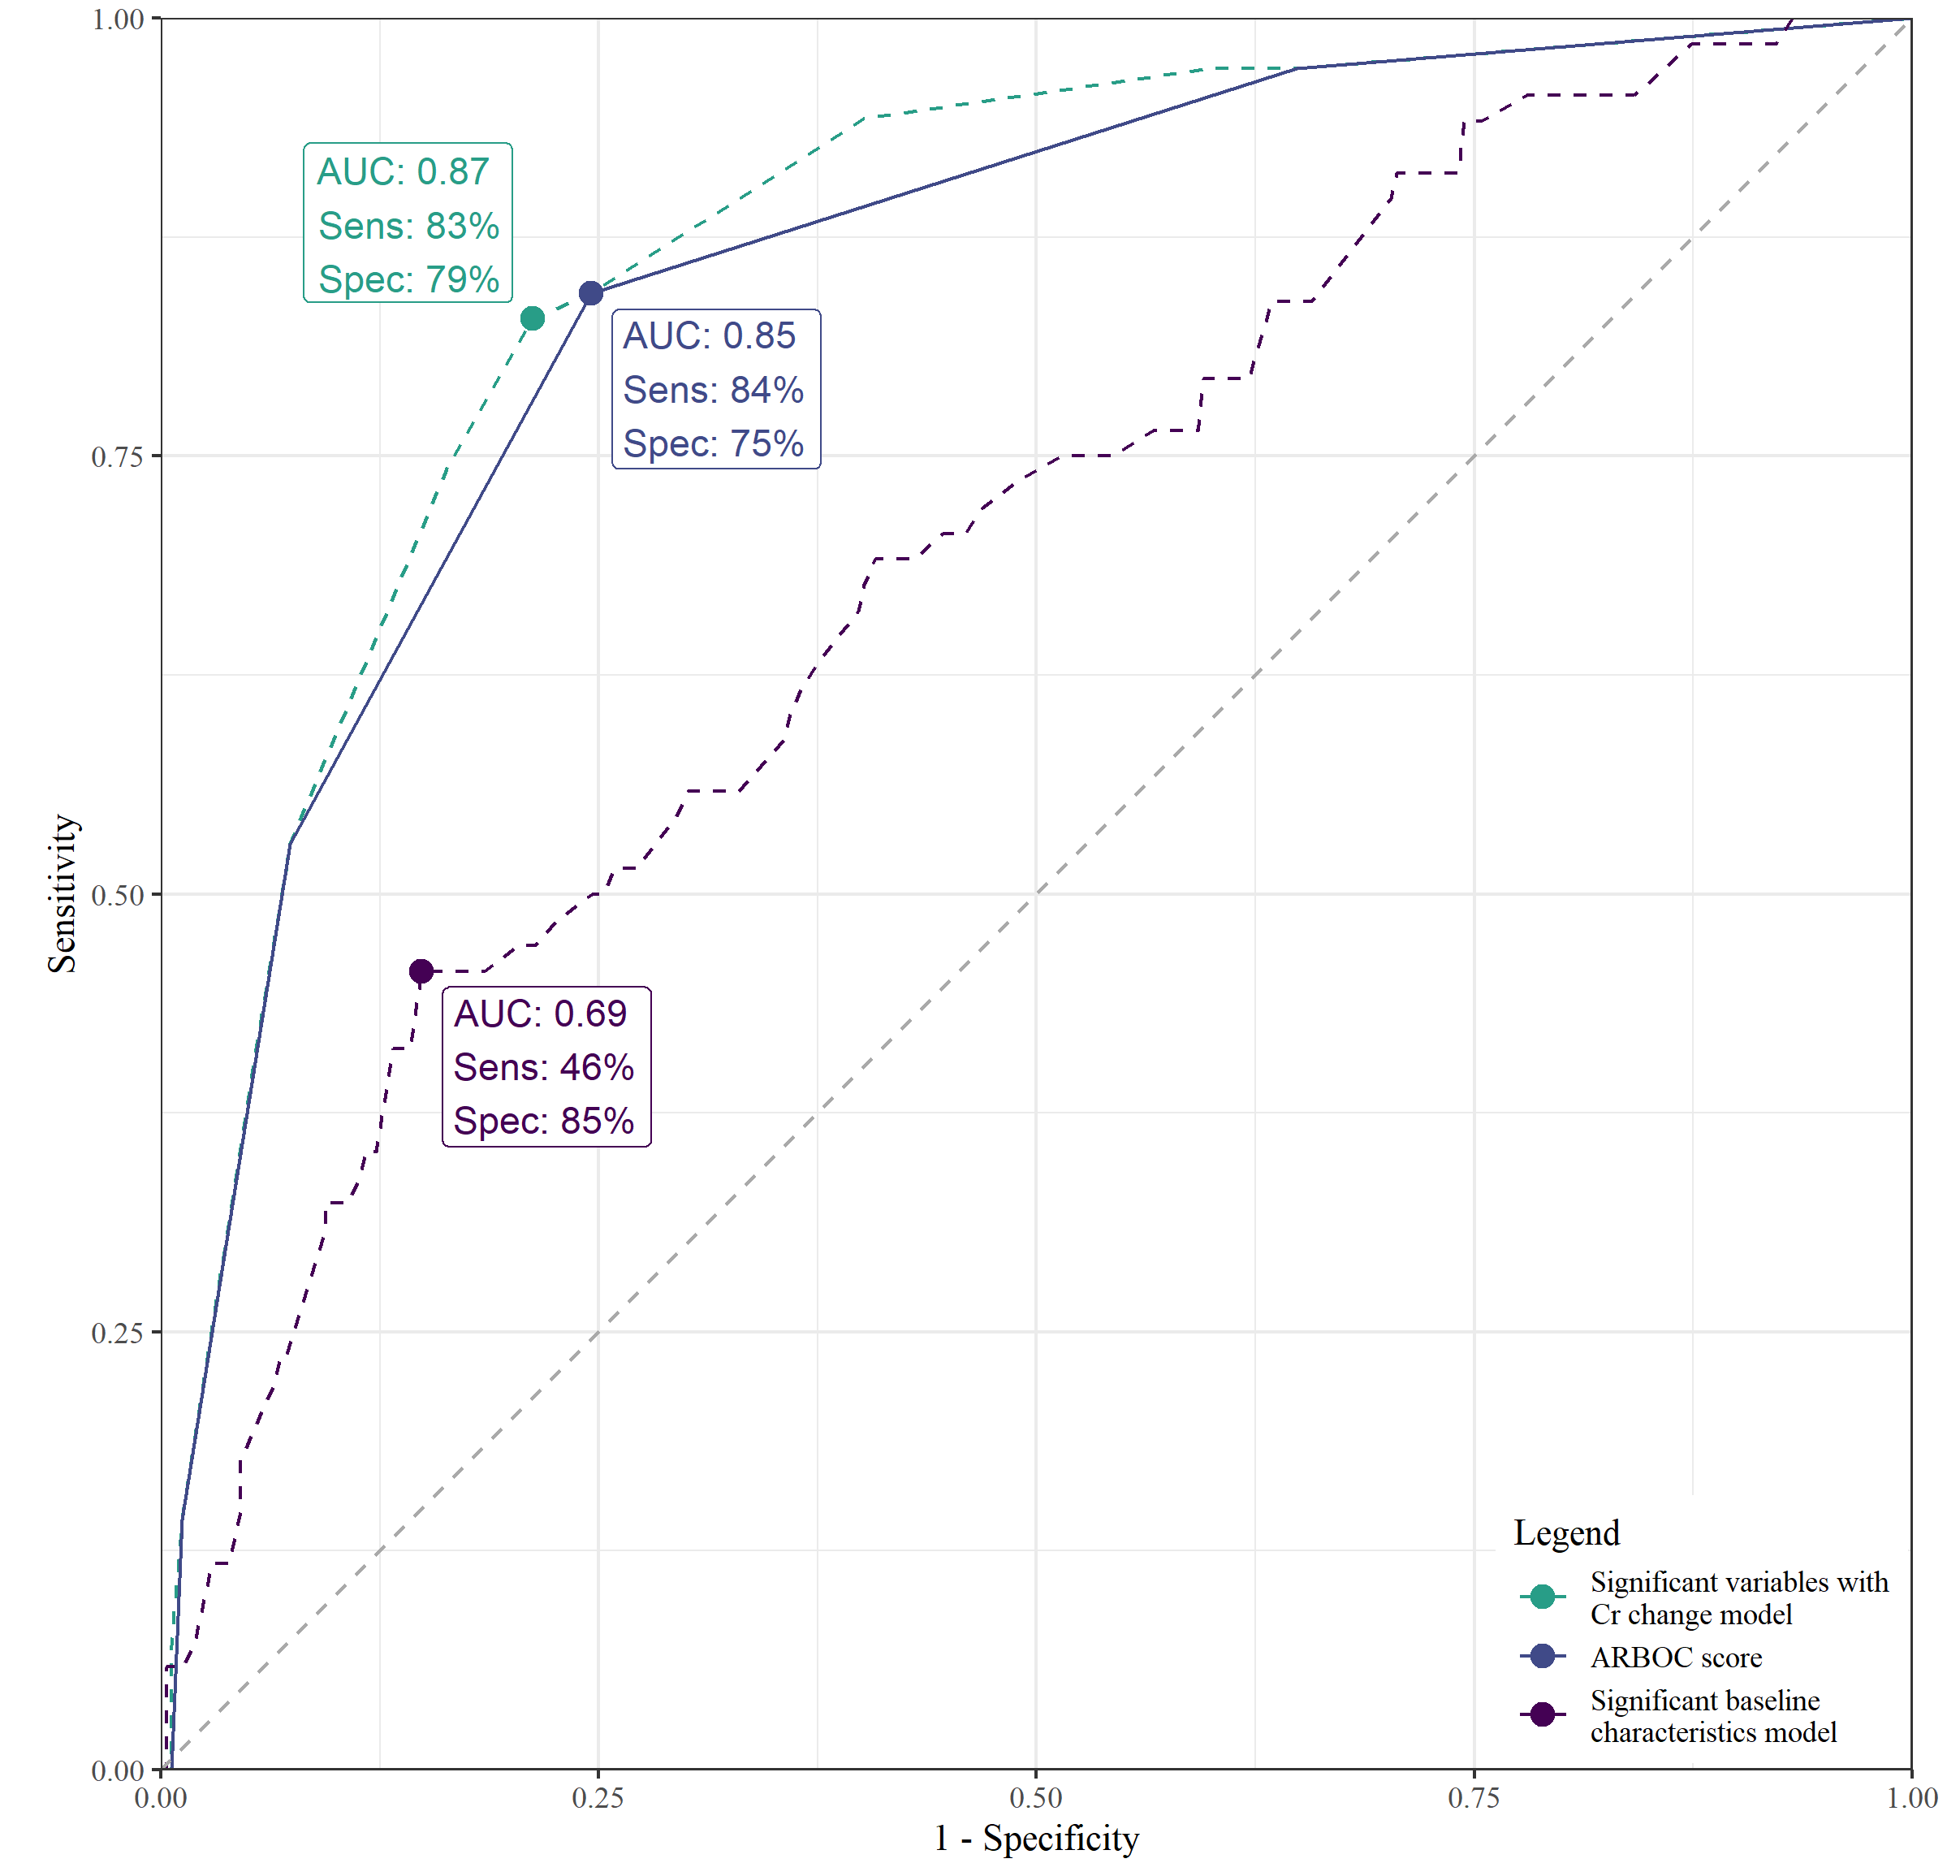 1.00
0.75
0.50
0.25
0.00
Sensitivity
AUC: 0.87
Sens: 83%
Spec: 79%
AUC: 0.85
Sens: 84%
Spec: 75%
AUC: 0.69
Sens: 46%
Spec: 85%
Legend
Significant variables with
Cr change model
ARBOC score
Significant baseline
characteristics model
0.00
0.25
0.50
0.75
1.00
1 - Specificity